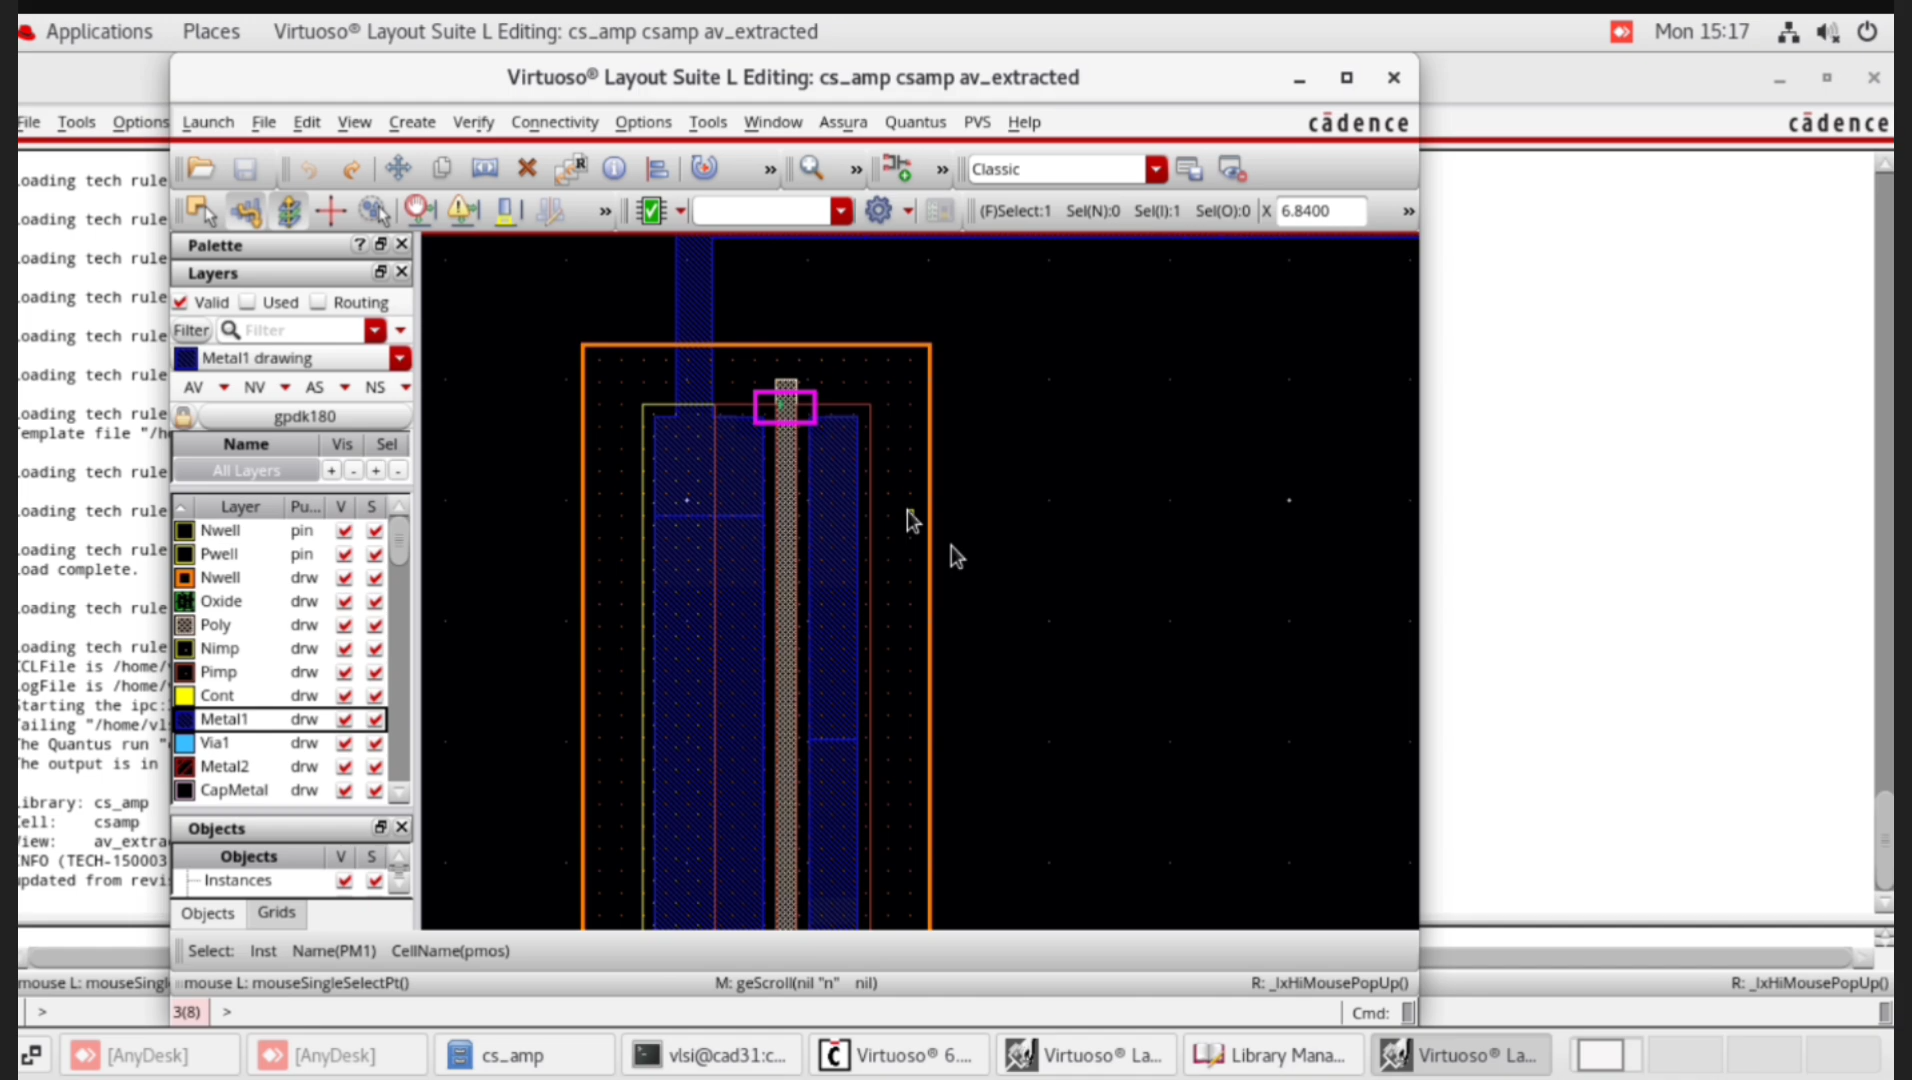 Applications Places Virtuoso® Layout Suite L Editing: cs_amp csamp av_extracted Mon 15:17
Virtuoso® Layout Suite L Editing: cs_amp csamp av_extracted
File Tools Options Launch File Edit View Create Verify Connectivity Options Tools Window Assura Quantus PVS Help cādence cādence
Classic
(F)Select:1 Sel(N):0 Sel(I):1 Sel(O):0 X 6.8400
Palette
Layers
Valid Used Routing
Filter Filter
Metal1 drawing
AV NV AS NS
gpdk180
Name Vis Sel
All Layers + - + -
Layer Pu... V S
Nwell pin
Pwell pin
Nwell drw
Oxide drw
Poly drw
Nimp drw
Pimp drw
Cont drw
Metal1 drw
Via1 drw
Metal2 drw
CapMetal drw
Objects
Objects V S
Instances
Objects Grids
oading tech rule
oading tech rule
oading tech rule
oading tech rule
oading tech rule
oading tech rule
oading tech rule
Template file "/h
oading tech rule
oading tech rule
oading tech rule
oad complete.
oading tech rule
oading tech rule
CCLFile is /home/
ogFile is /home/
Starting the ipc:
Tailing "/home/vl
The Quantus run "
The output is in
ibrary: cs_amp
Cell: csamp
View: av_extra
INFO (TECH-150003
updated from revi
Select: Inst Name(PM1) CellName(pmos)
mouse L: mouseSingl mouse L: mouseSingleSelectPt() M: geScroll(nil "n" nil) R: _lxHiMousePopUp() R: _lxHiMousePopUp()
> 3(8) > Cmd:
[AnyDesk] [AnyDesk] cs_amp vlsi@cad31:c... Virtuoso® 6.... Virtuoso® La... Library Mana... Virtuoso® La...